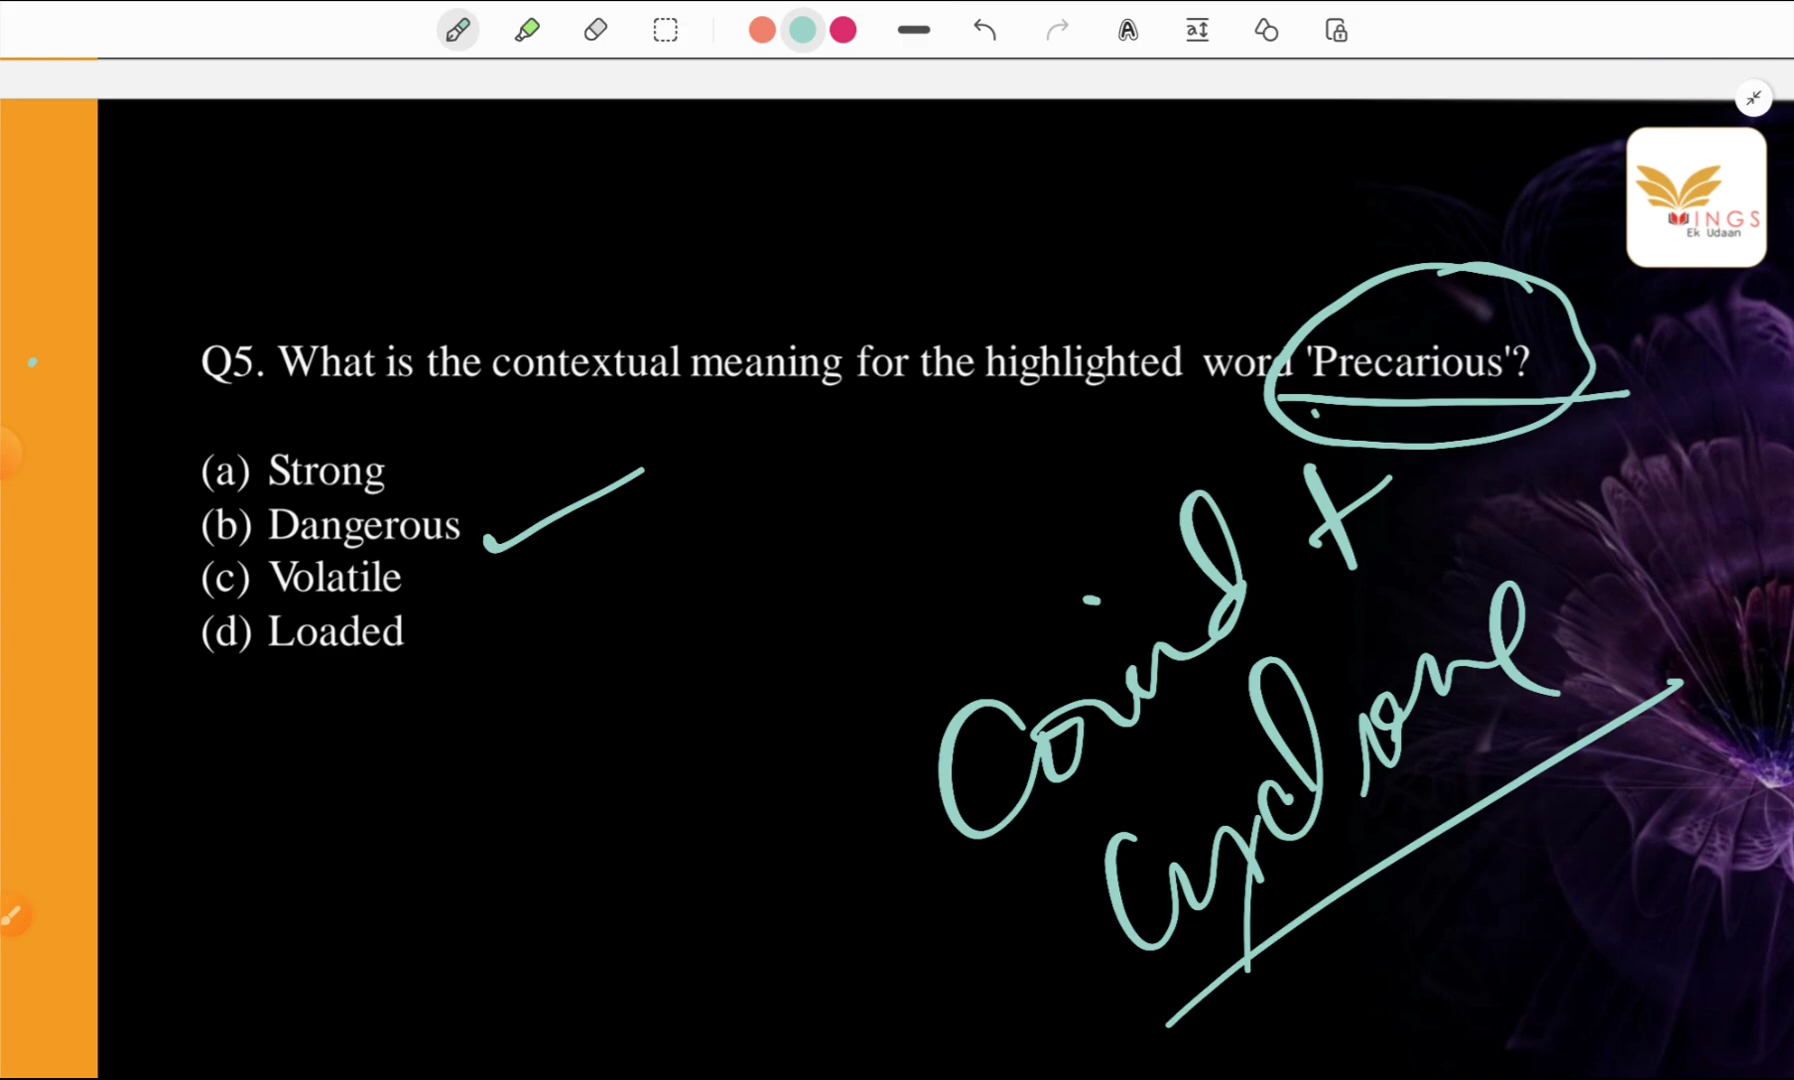 WINGS
Ek Udaan
Q5. What is the contextual meaning for the highlighted word 'Precarious'?
(a) Strong
(b) Dangerous
(c) Volatile
(d) Loaded
Covid +
Cyclone